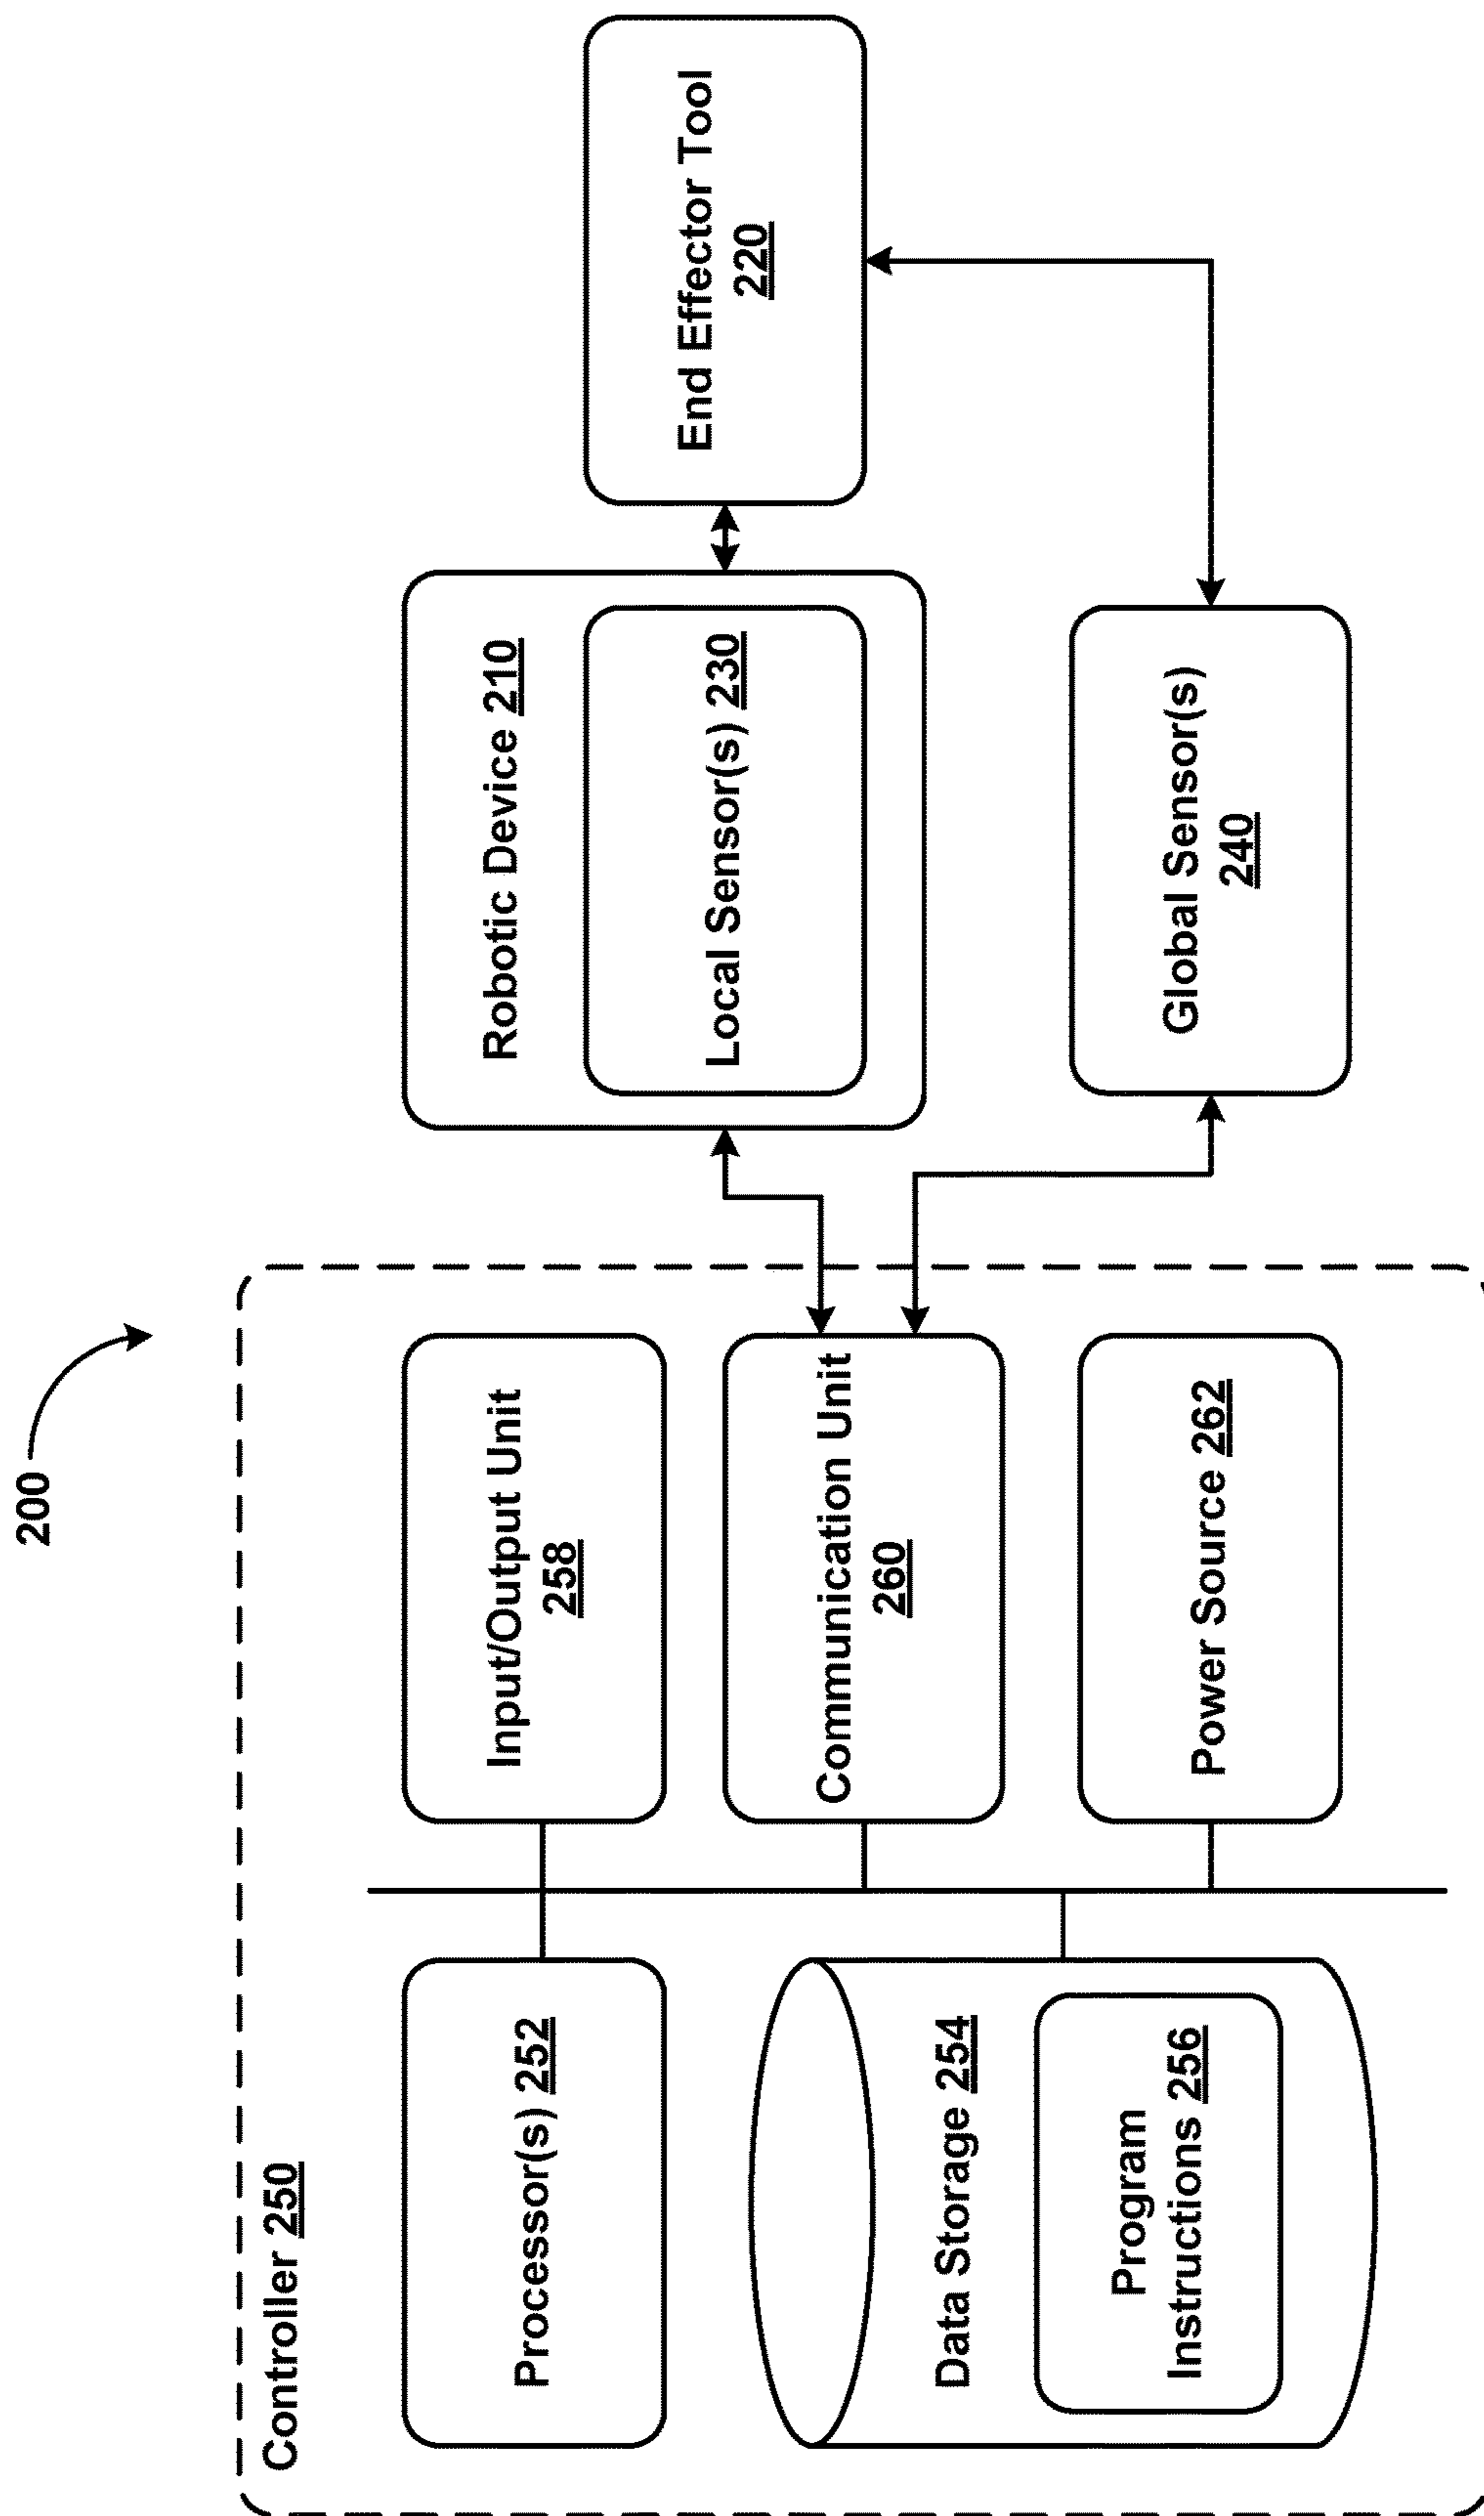 200
Controller 250
Processor(s) 252
Data Storage 254
Program
Instructions 256
Input/Output Unit
258
Communication Unit
260
Power Source 262
Robotic Device 210
Local Sensor(s) 230
Global Sensor(s)
240
End Effector Tool
220